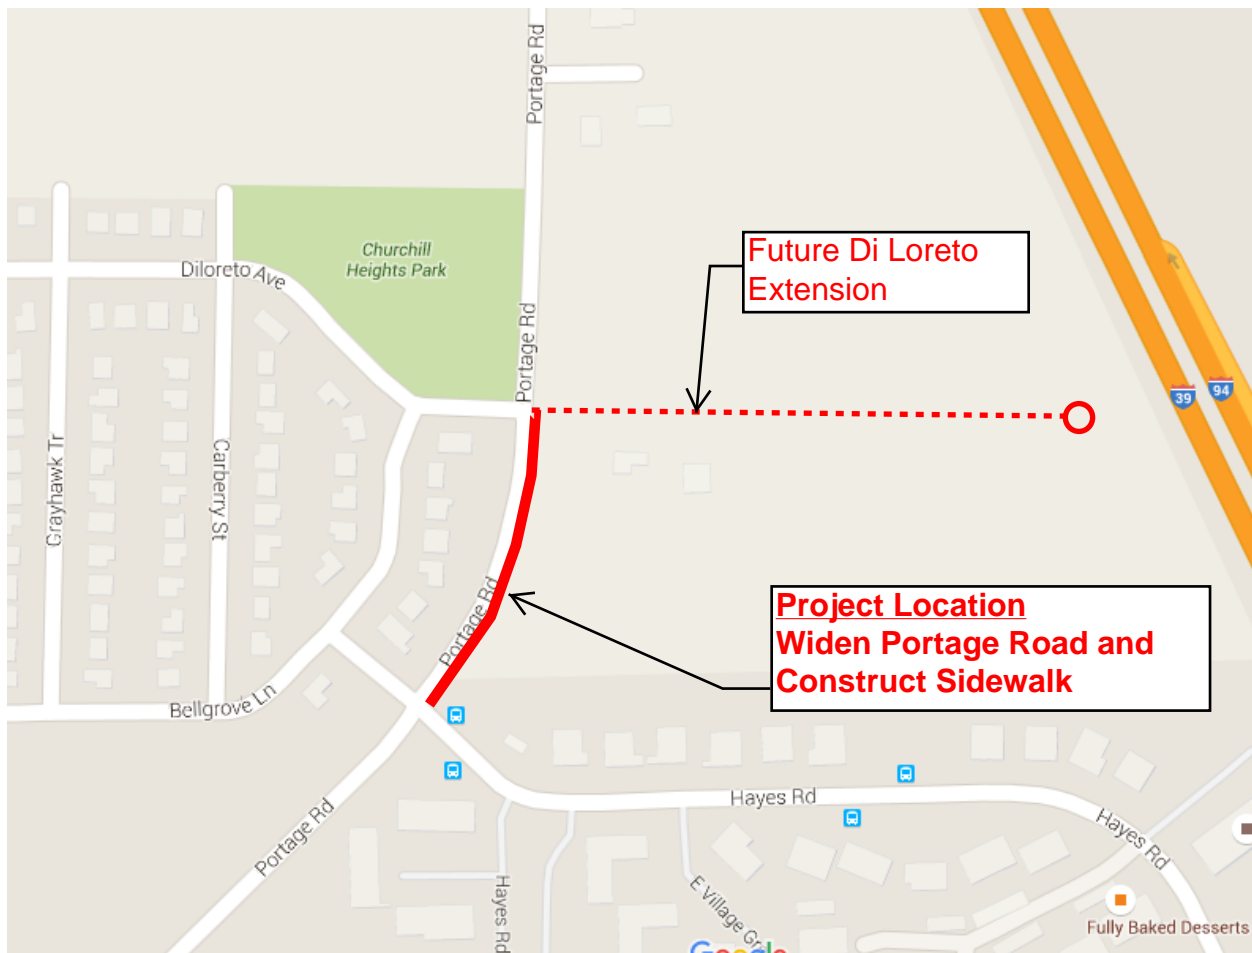 Portage Rd
Churchill
Heights Park
Diloreto Ave
Future Di Loreto
Extension
Portage Rd
39
94
Grayhawk Tr
Carberry St
Portage Rd
Project Location
Widen Portage Road and
Construct Sidewalk
Bellgrove Ln
Portage Rd
Hayes Rd
Hayes Rd
Hayes Rd
E Village Gr
Fully Baked Desserts
Google